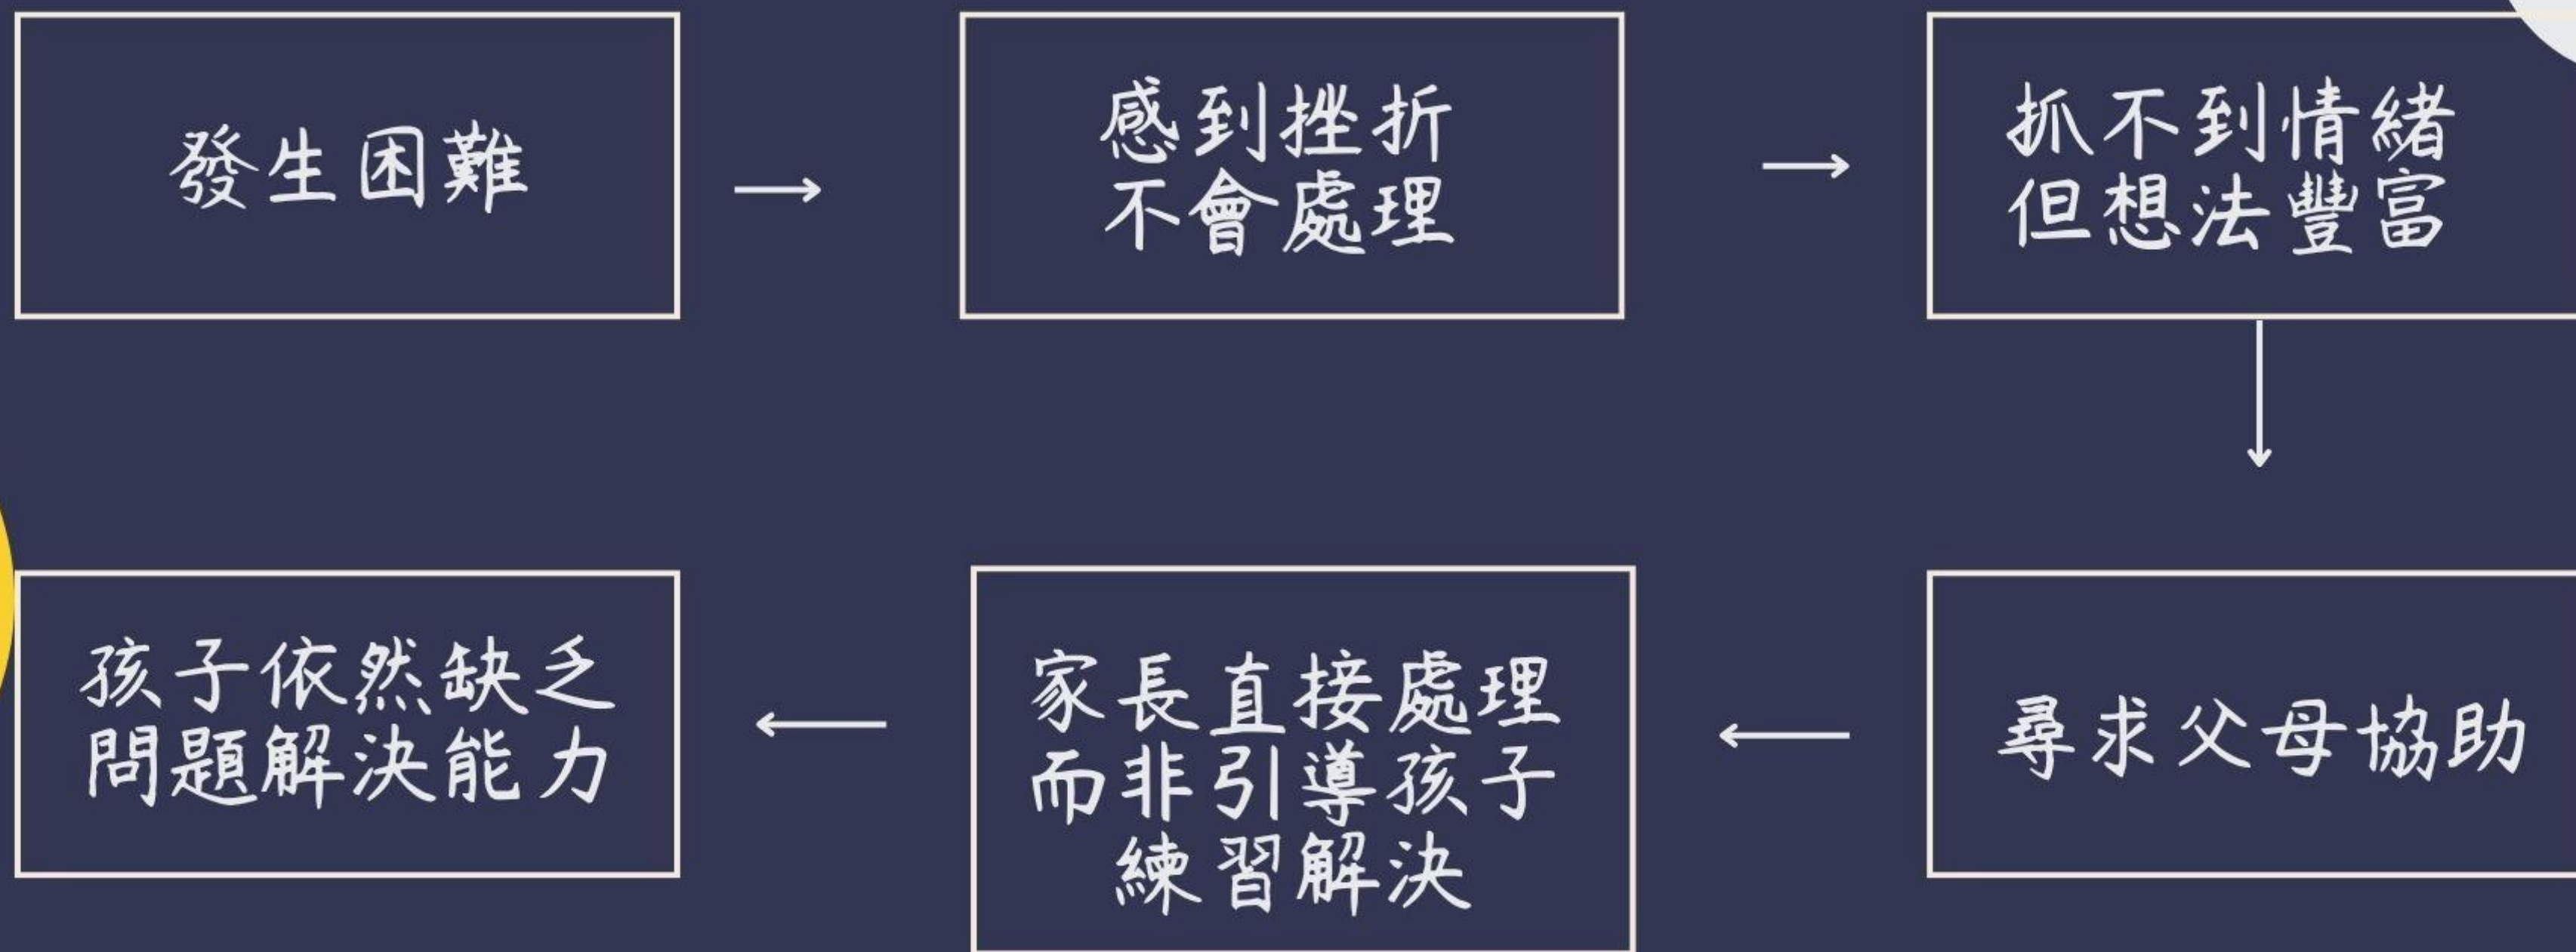 發生困難
感到挫折
不會處理
抓不到情緒
但想法豐富
尋求父母協助
家長直接處理
而非引導孩子
練習解決
孩子依然缺乏
問題解決能力